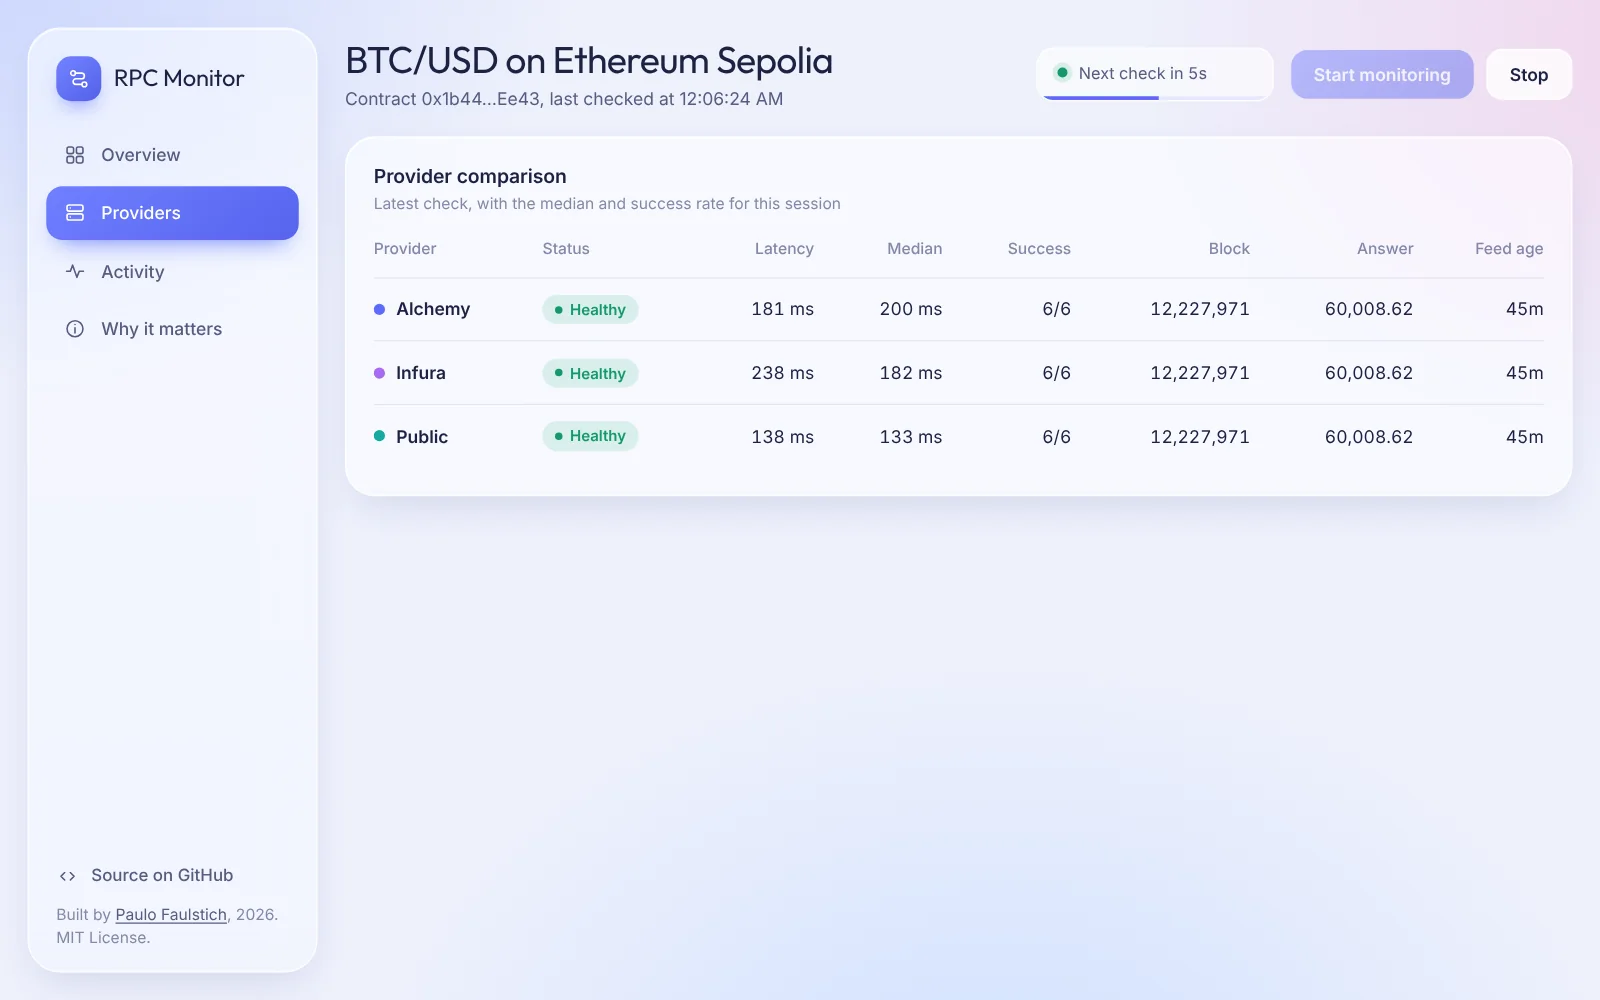 RPC Monitor
Overview
Providers
Activity
Why it matters
Source on GitHub
Built by Paulo Faulstich, 2026.
MIT License.
BTC/USD on Ethereum Sepolia
Contract 0x1b44...Ee43, last checked at 12:06:24 AM
Next check in 5s
Start monitoring
Stop
Provider comparison
Latest check, with the median and success rate for this session
Provider Status Latency Median Success Block Answer Feed age
Alchemy Healthy 181 ms 200 ms 6/6 12,227,971 60,008.62 45m
Infura Healthy 238 ms 182 ms 6/6 12,227,971 60,008.62 45m
Public Healthy 138 ms 133 ms 6/6 12,227,971 60,008.62 45m